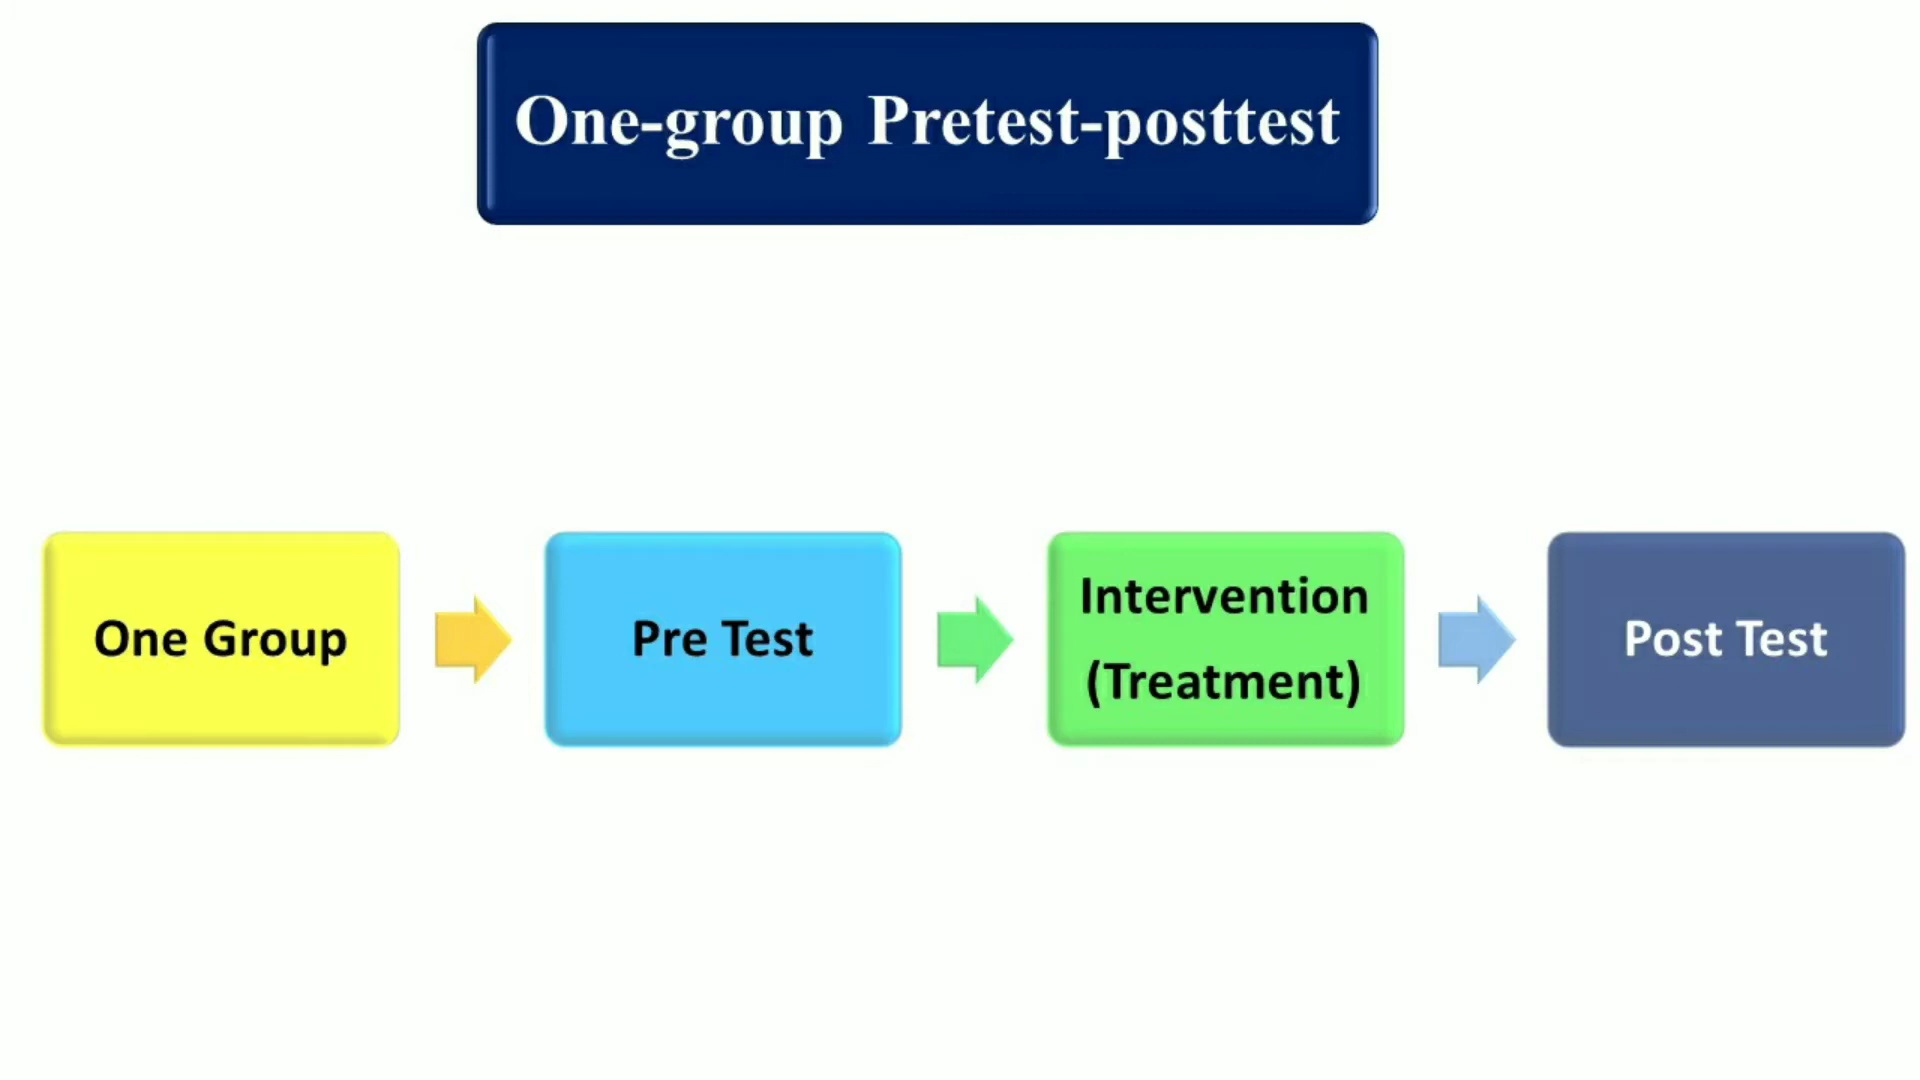 One-group Pretest-posttest
One Group
Pre Test
Intervention
(Treatment)
Post Test